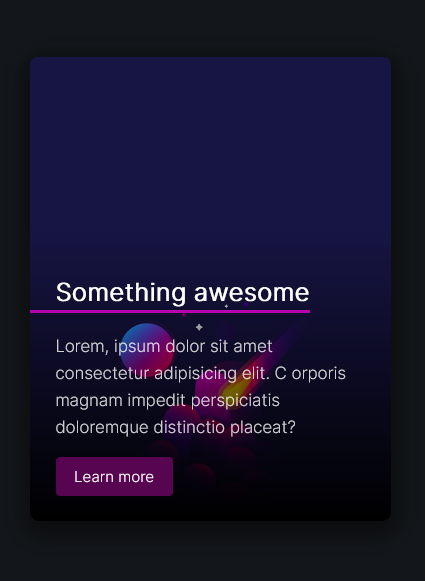 Something awesome
Lorem, ipsum dolor sit amet
consectetur adipisicing elit. C orporis
magnam impedit perspiciatis
doloremque distinctio placeat?
Learn more